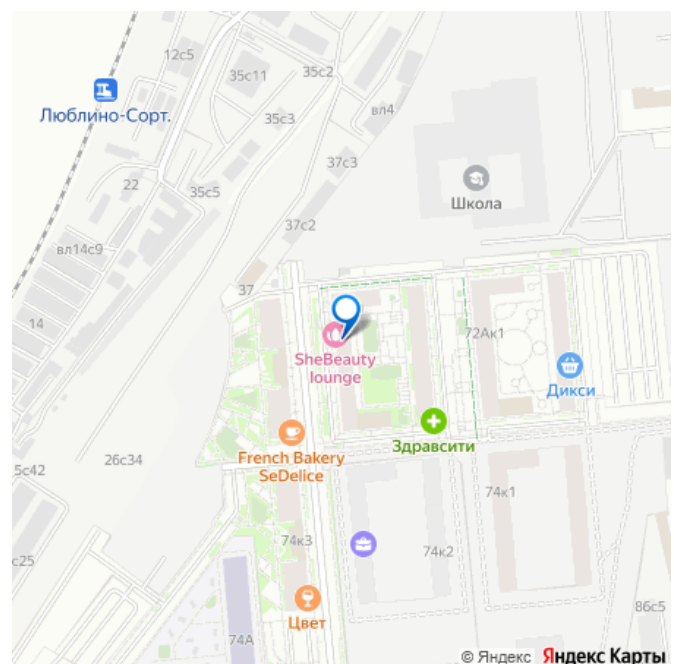 12с5
35с2
35с11
Люблино-Сорт.
35с3
вл4
37с3
22
35с5
Школа
37с2
вл14с9
37
14
72Ак1
SheBeauty
lounge
Дикси
French Bakery
SeDelice
Здравсити
26с34
5с42
74к1
74к3
74к2
с25
86с5
Цвет
74А
© Яндекс Яндекс Карты